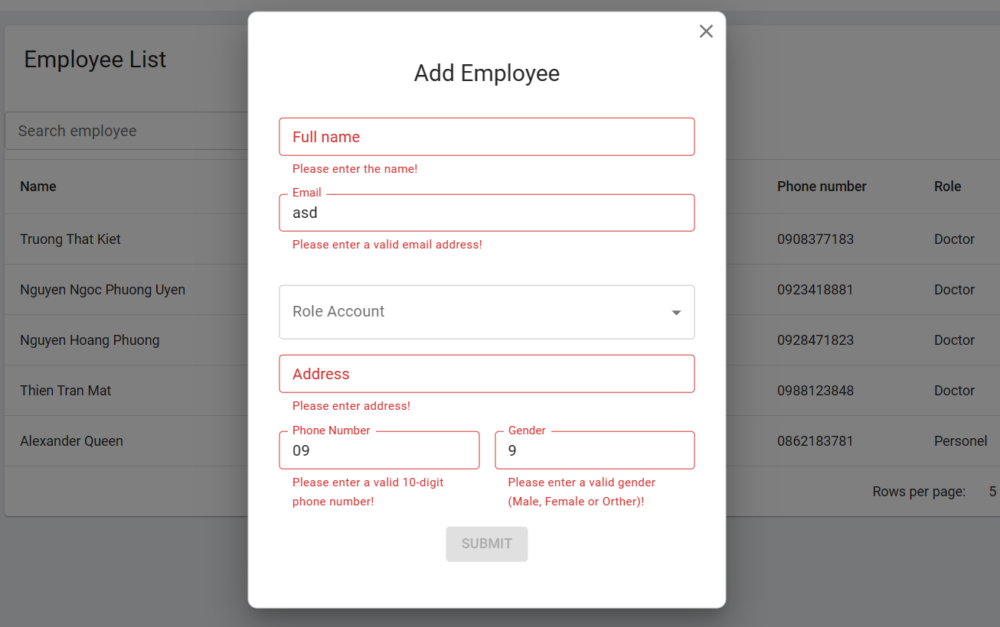 Employee List
Search employee
Name Phone number Role
Truong That Kiet 0908377183 Doctor
Nguyen Ngoc Phuong Uyen 0923418881 Doctor
Nguyen Hoang Phuong 0928471823 Doctor
Thien Tran Mat 0988123848 Doctor
Alexander Queen 0862183781 Personel
Rows per page: 5
Add Employee
Full name
Please enter the name!
Email
asd
Please enter a valid email address!
Role Account
Address
Please enter address!
Phone Number
09
Please enter a valid 10-digit
phone number!
Gender
9
Please enter a valid gender
(Male, Female or Orther)!
SUBMIT